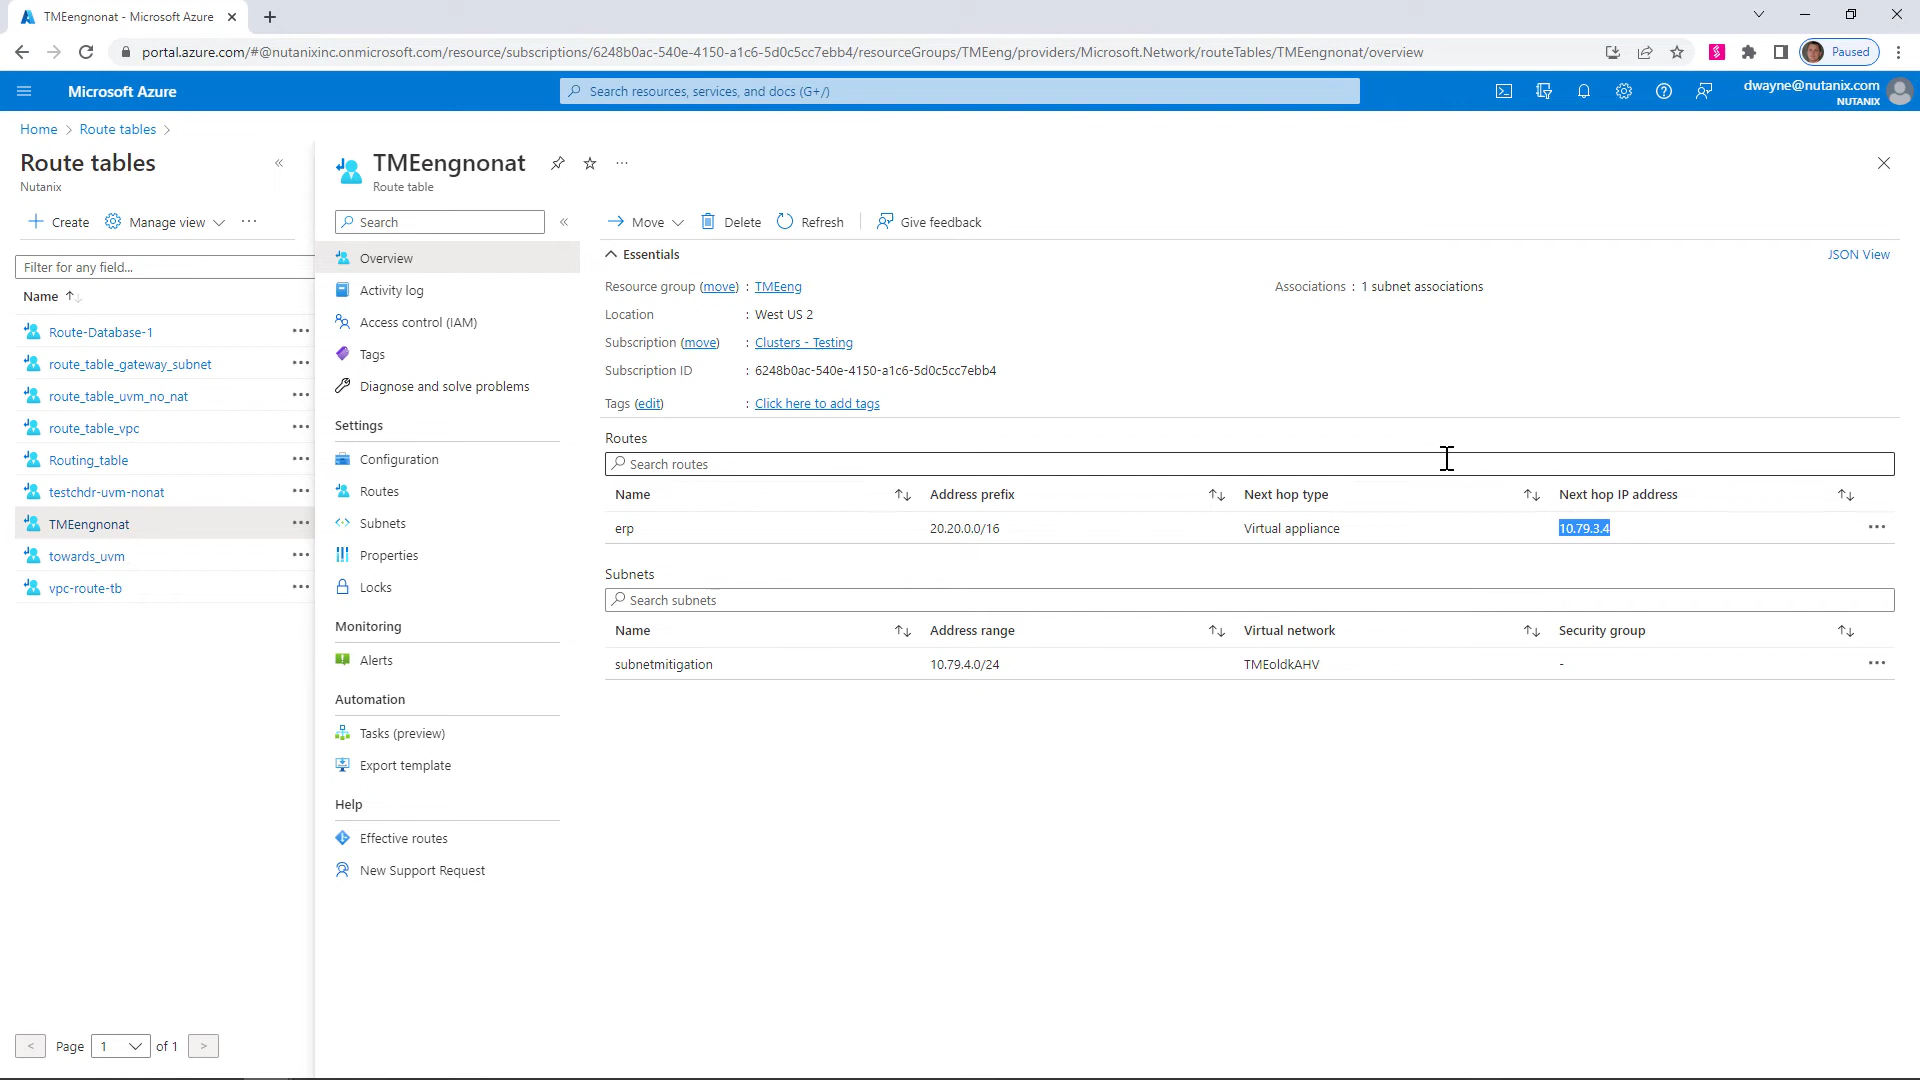 TMEengnonat - Microsoft Azure
portal.azure.com/#@nutanixinc.onmicrosoft.com/resource/subscriptions/6248b0ac-540e-4150-a1c6-5d0c5cc7ebb4/resourceGroups/TMEeng/providers/Microsoft.Network/routeTables/TMEengnonat/overview
Paused
Microsoft Azure
Search resources, services, and docs (G+/)
dwayne@nutanix.com
NUTANIX
Home > Route tables >
Route tables
Nutanix
Create
Manage view
Filter for any field...
Name
Route-Database-1
route_table_gateway_subnet
route_table_uvm_no_nat
route_table_vpc
Routing_table
testchdr-uvm-nonat
TMEengnonat
towards_uvm
vpc-route-tb
< Page 1 of 1 >
TMEengnonat
Route table
Search
Overview
Activity log
Access control (IAM)
Tags
Diagnose and solve problems
Settings
Configuration
Routes
Subnets
Properties
Locks
Monitoring
Alerts
Automation
Tasks (preview)
Export template
Help
Effective routes
New Support Request
Move Delete Refresh Give feedback
Essentials
JSON View
Resource group (move) : TMEeng
Associations : 1 subnet associations
Location : West US 2
Subscription (move) : Clusters - Testing
Subscription ID : 6248b0ac-540e-4150-a1c6-5d0c5cc7ebb4
Tags (edit) : Click here to add tags
Routes
Search routes
Name Address prefix Next hop type Next hop IP address
erp 20.20.0.0/16 Virtual appliance 10.79.3.4
Subnets
Search subnets
Name Address range Virtual network Security group
subnetmitigation 10.79.4.0/24 TMEoldkAHV -